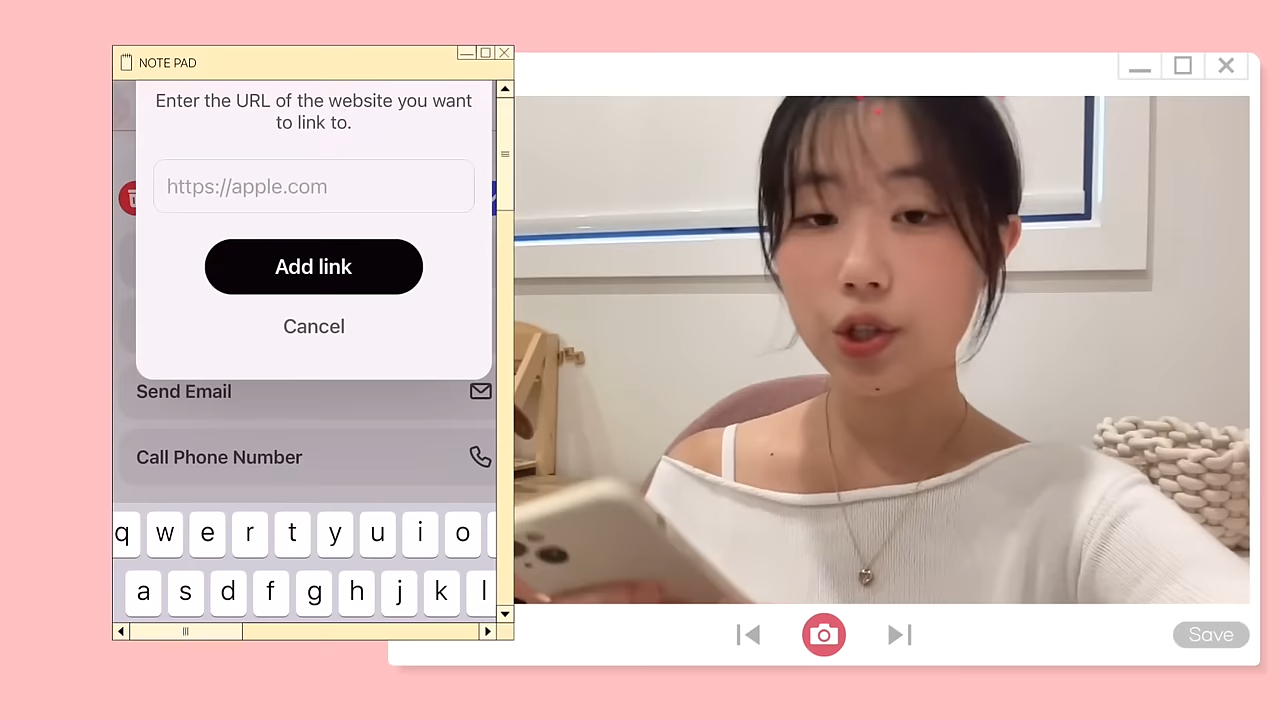 NOTE PAD
Enter the URL of the website you want
to link to.
https://apple.com
Add link
Cancel
Send Email
Call Phone Number
q w e r t y u i o
a s d f g h j k l
Save